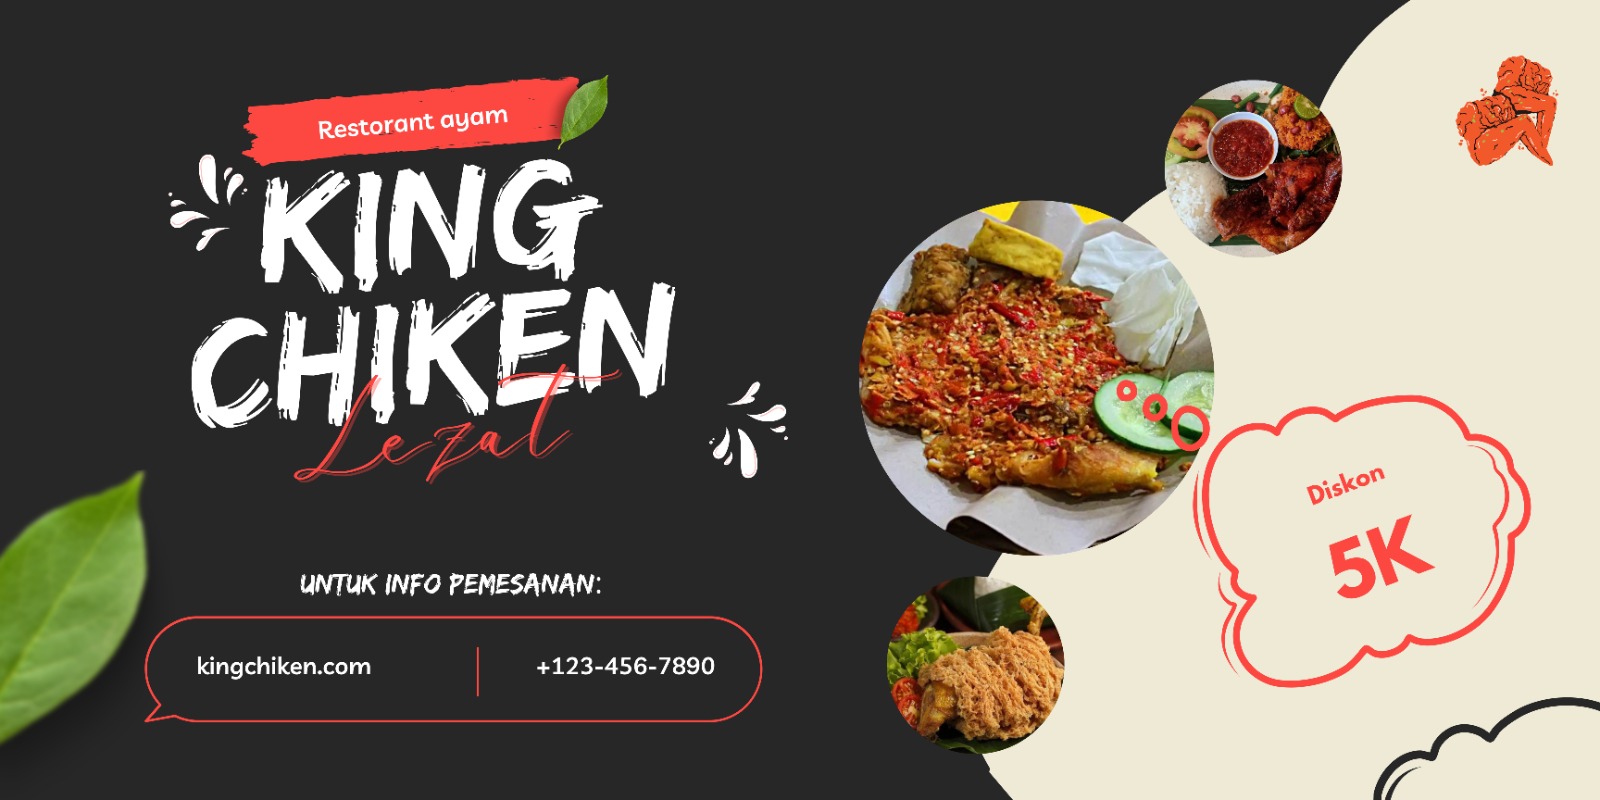 Restorant ayam
KING
CHIKEN
Lezat
UNTUK INFO PEMESANAN:
kingchiken.com
+123-456-7890
Diskon
5K